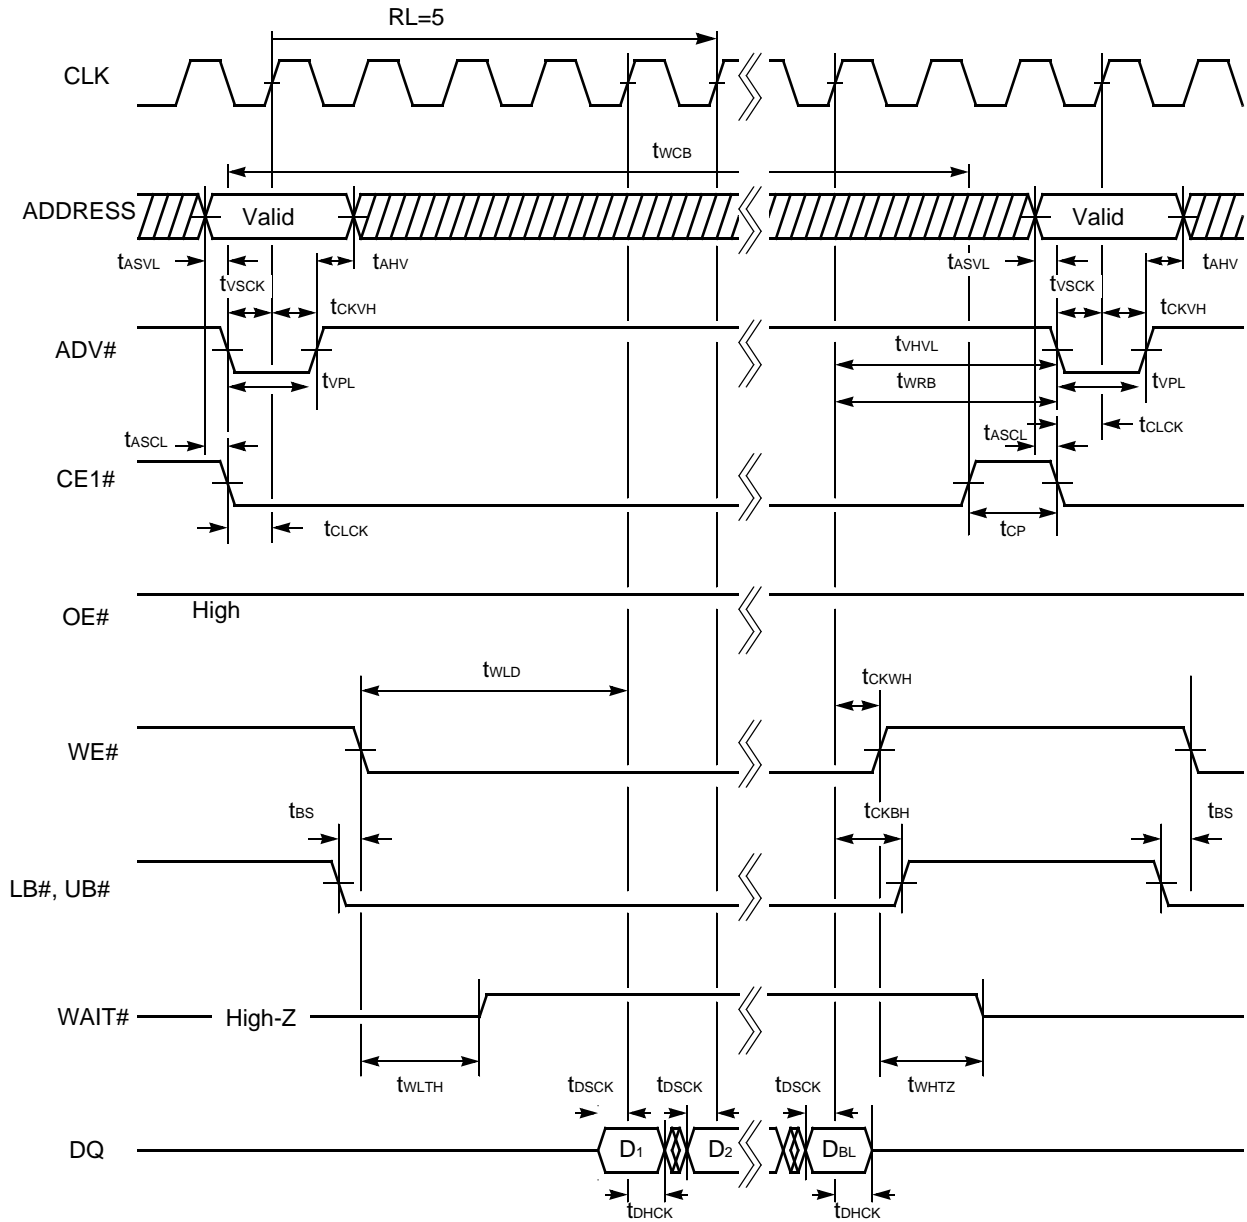 RL=5
CLK
tWCB
ADDRESS Valid Valid
tASVL tAHV tASVL tAHV
tVSCK tVSCK
tCKVH tCKVH
ADV# tVHVL
tVPL tWRB tVPL
tASCL tASCL tCLCK
CE1#
tCLCK tCP
OE# High
tWLD tCKWH
WE#
tBS tCKBH tBS
LB#, UB#
WAIT# High-Z
tWLTH tWHTZ
tDSCK tDSCK tDSCK
DQ D1 D2 DBL
tDHCK tDHCK